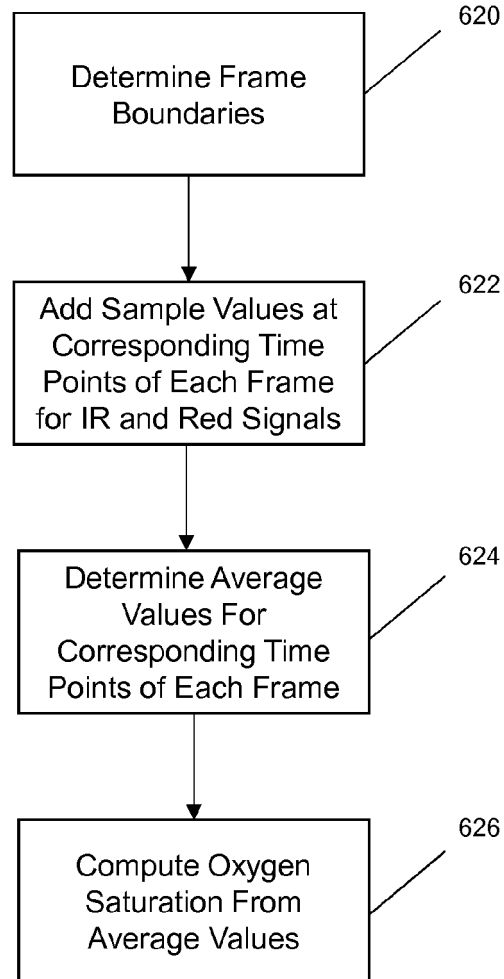 620
Determine Frame
Boundaries
622
Add Sample Values at
Corresponding Time
Points of Each Frame
for IR and Red Signals
624
Determine Average
Values For
Corresponding Time
Points of Each Frame
626
Compute Oxygen
Saturation From
Average Values